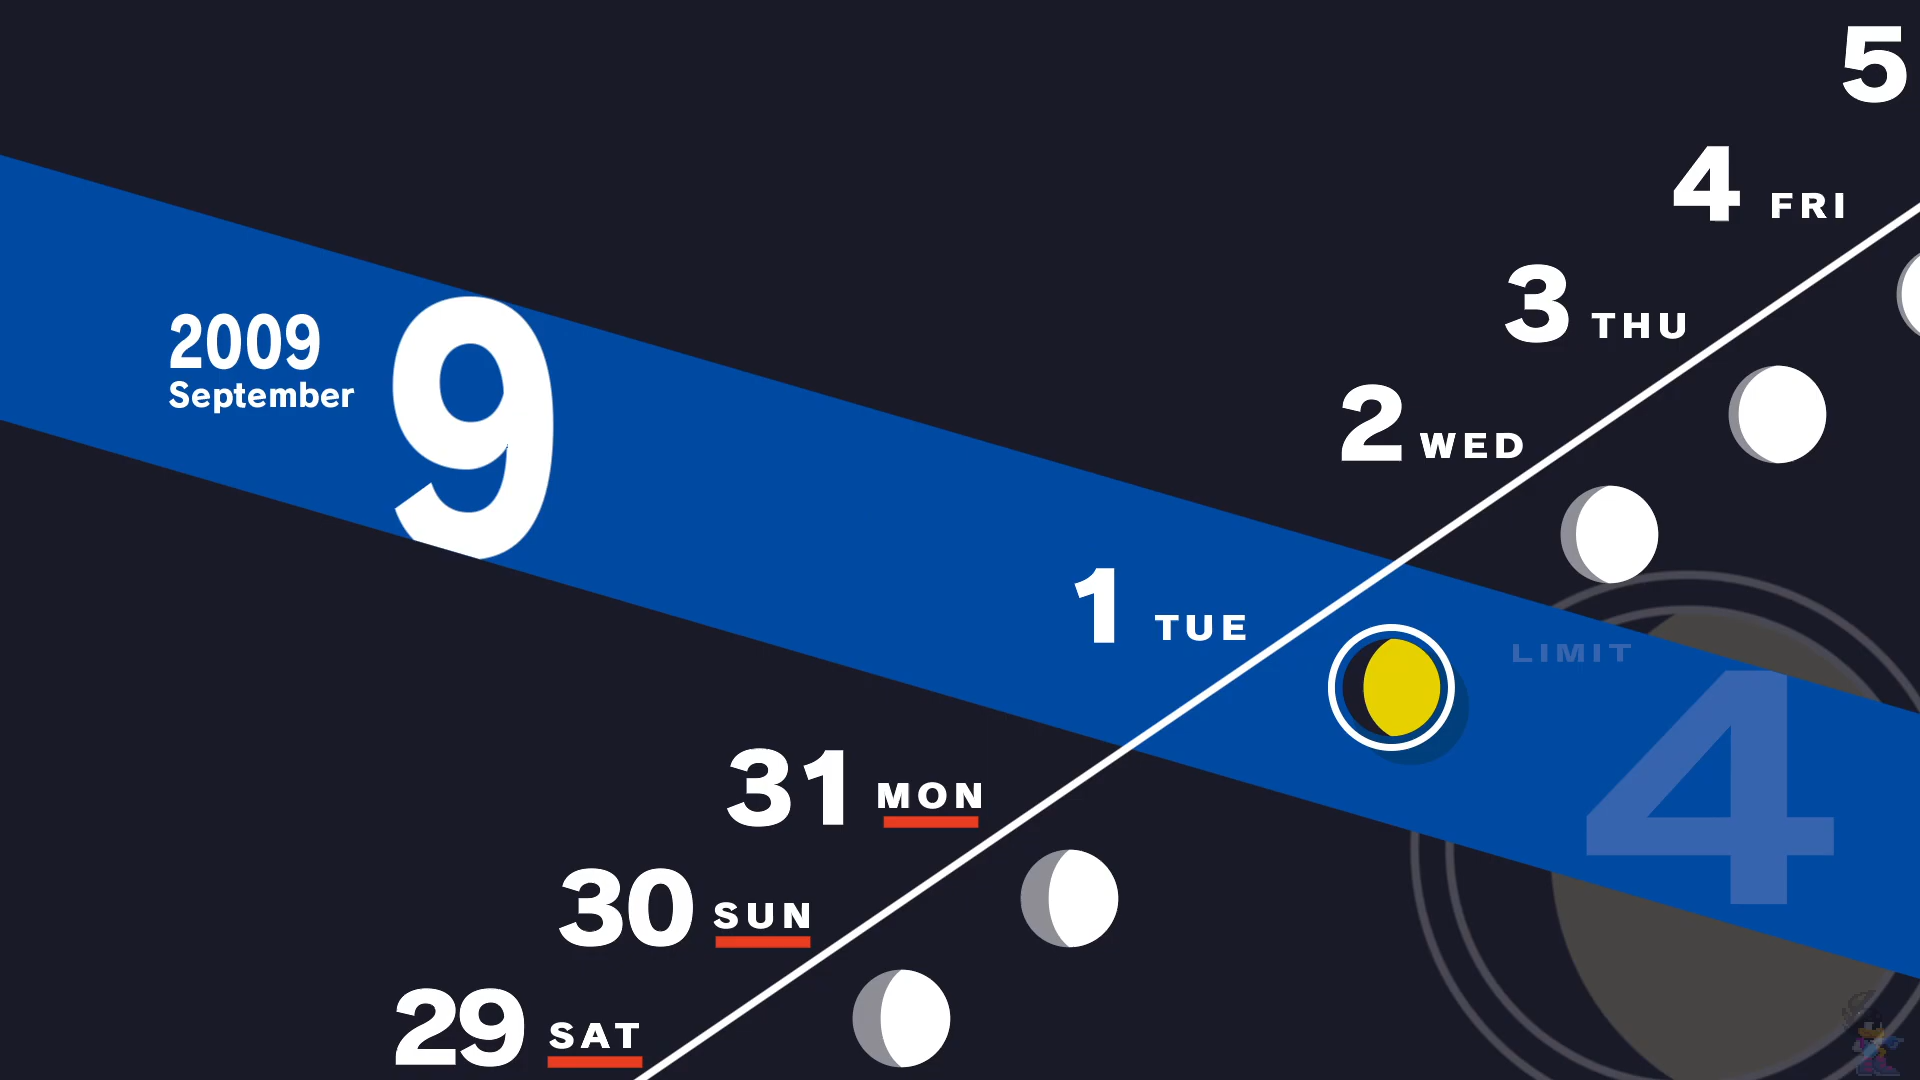 5
4 FRI
3 THU
2 WED
2009
September
9
1 TUE
LIMIT
4
31 MON
30 SUN
29 SAT